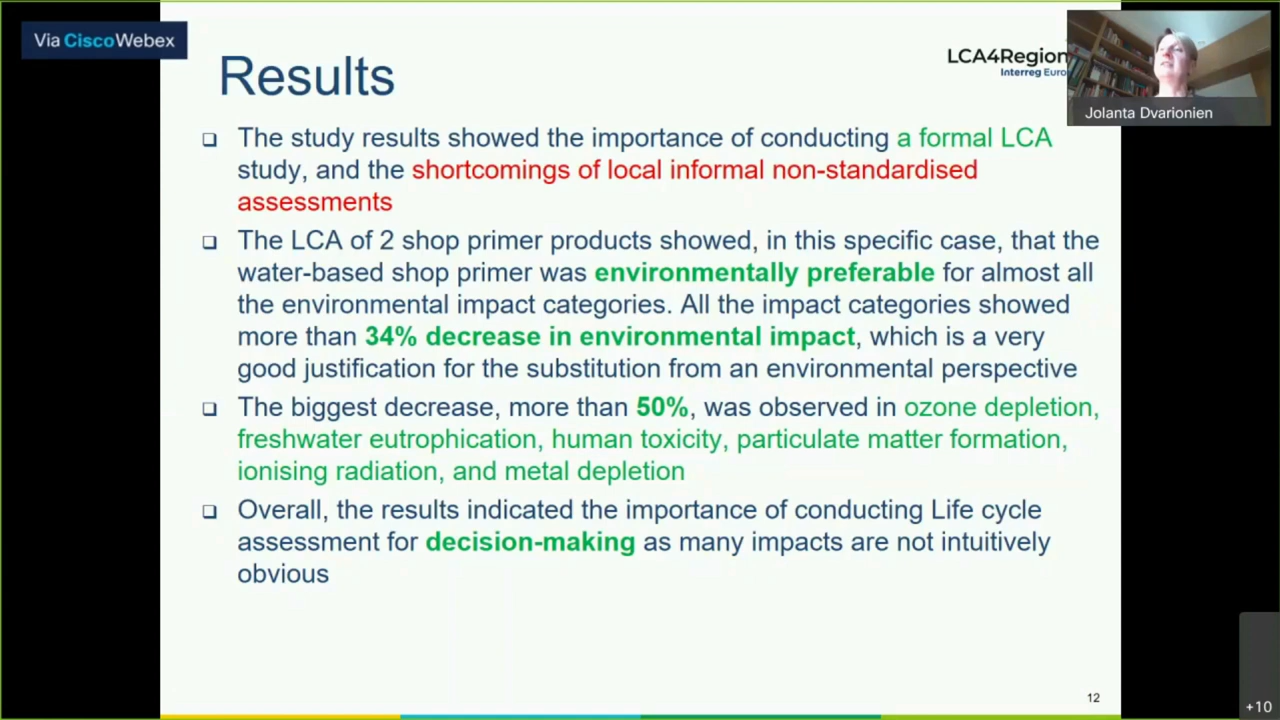 Via Cisco Webex
Results
LCA4Region
Interreg Euro
Jolanta Dvarionien
The study results showed the importance of conducting a formal LCA
study, and the shortcomings of local informal non-standardised
assessments
The LCA of 2 shop primer products showed, in this specific case, that the
water-based shop primer was environmentally preferable for almost all
the environmental impact categories. All the impact categories showed
more than 34% decrease in environmental impact, which is a very
good justification for the substitution from an environmental perspective
The biggest decrease, more than 50%, was observed in ozone depletion,
freshwater eutrophication, human toxicity, particulate matter formation,
ionising radiation, and metal depletion
Overall, the results indicated the importance of conducting Life cycle
assessment for decision-making as many impacts are not intuitively
obvious
12
+10